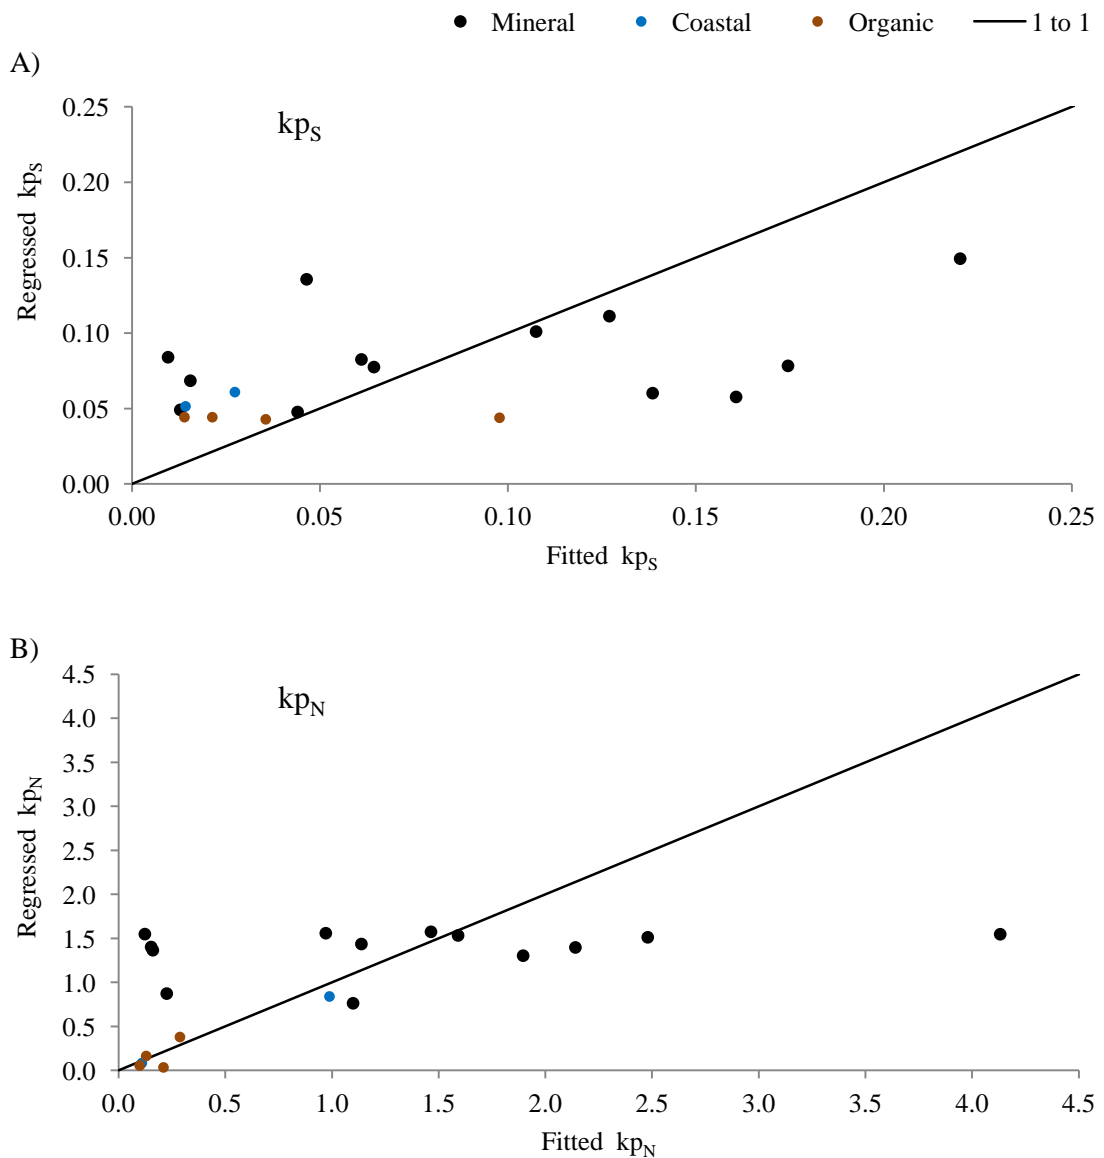 Mineral Coastal Organic 1 to 1
A)
kpS
Regressed kpS
0.25
0.20
0.15
0.10
0.05
0.00
0.00 0.05 0.10 0.15 0.20 0.25
Fitted kpS
B)
kpN
Regressed kpN
4.5
4.0
3.5
3.0
2.5
2.0
1.5
1.0
0.5
0.0
0.0 0.5 1.0 1.5 2.0 2.5 3.0 3.5 4.0 4.5
Fitted kpN